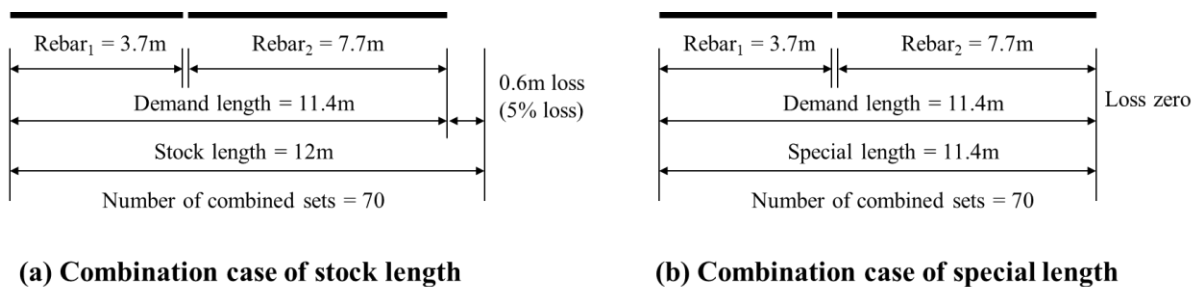 Rebar₁ = 3.7m
Rebar₂ = 7.7m
Demand length = 11.4m
0.6m loss
(5% loss)
Stock length = 12m
Number of combined sets = 70
(a) Combination case of stock length
Rebar₁ = 3.7m
Rebar₂ = 7.7m
Demand length = 11.4m
Loss zero
Special length = 11.4m
Number of combined sets = 70
(b) Combination case of special length